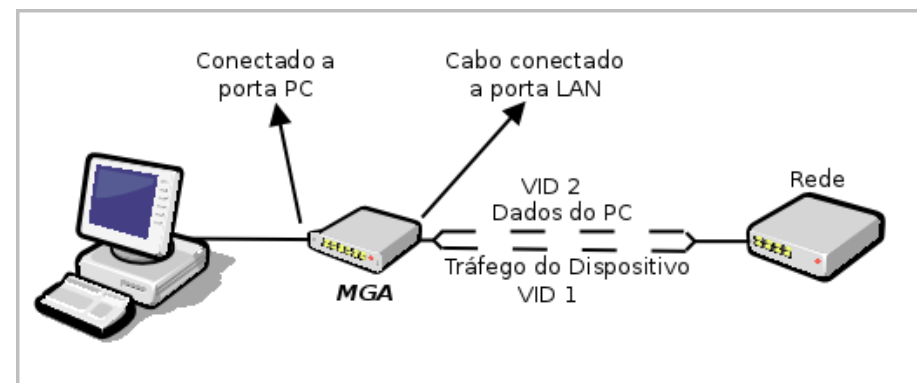 Conectado a
porta PC
Cabo conectado
a porta LAN
VID 2
Dados do PC
Rede
Tráfego do Dispositivo
VID 1
MGA